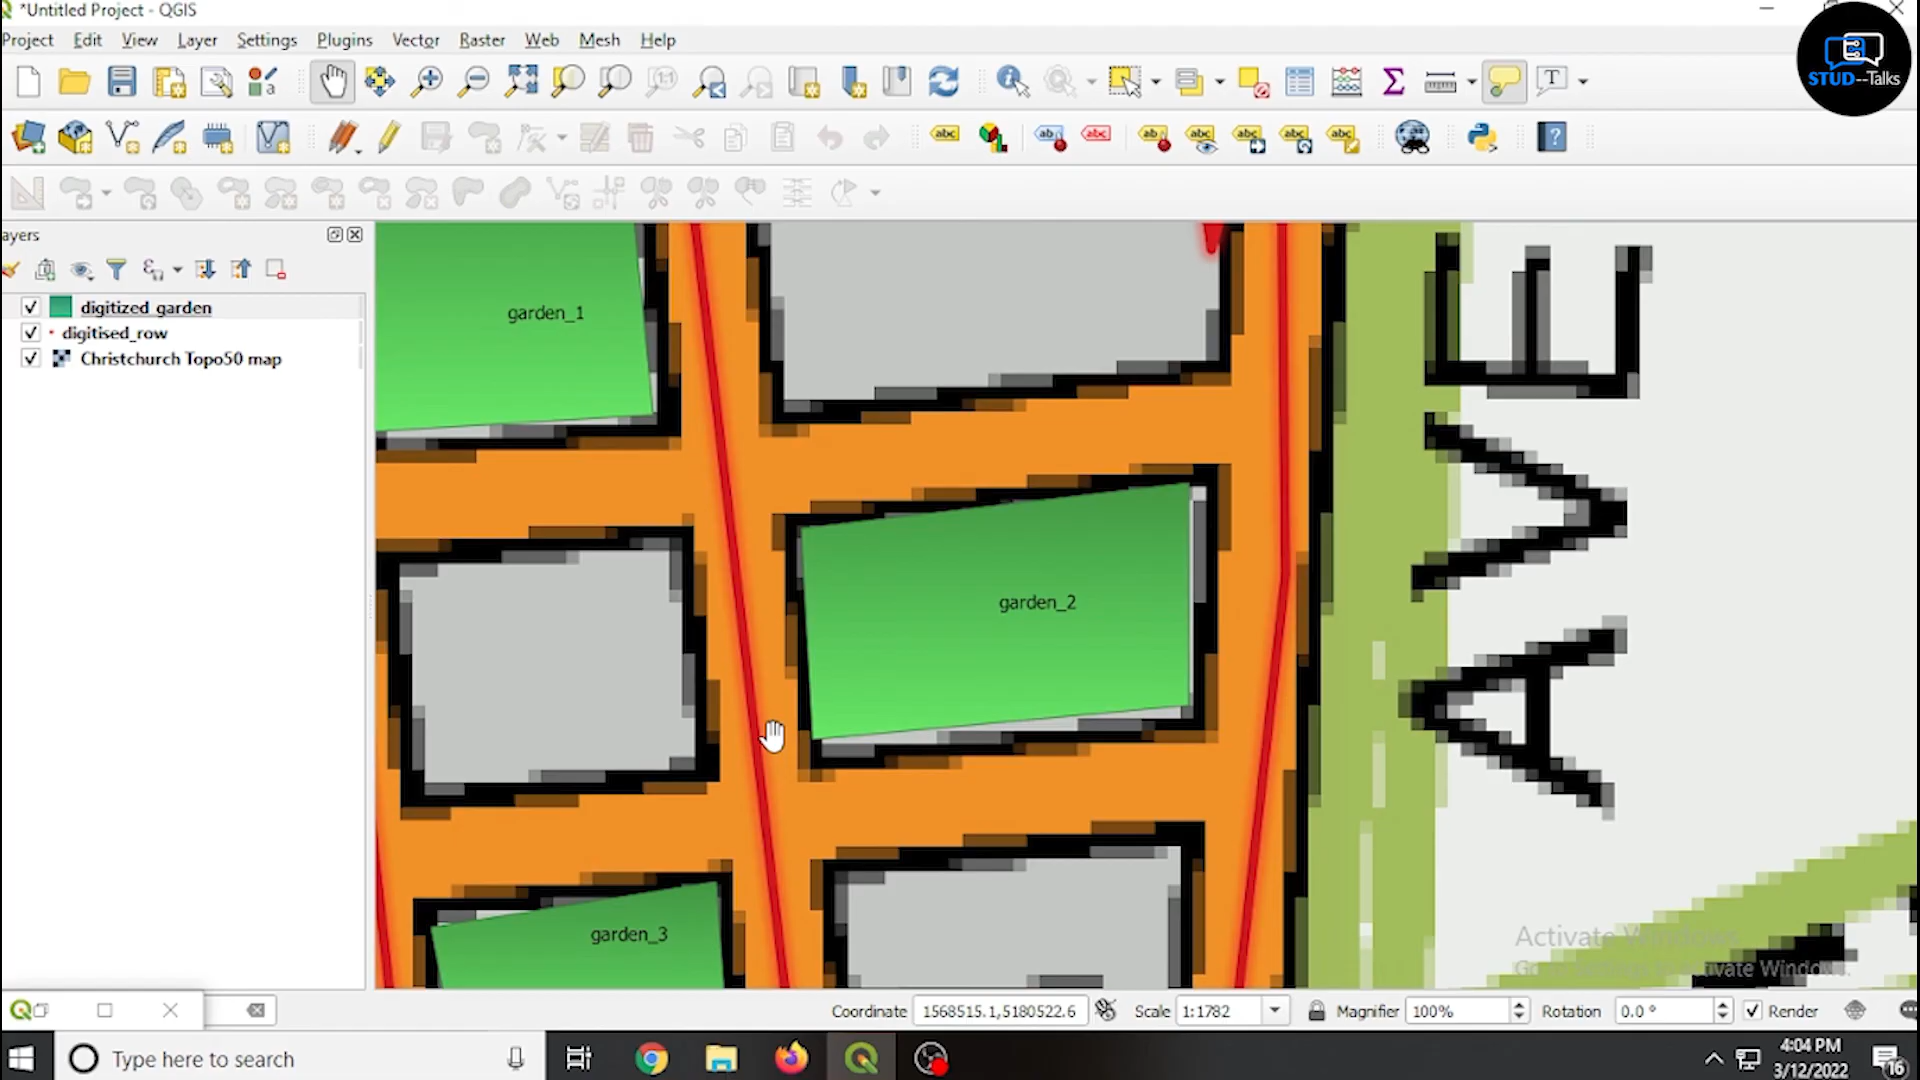 *Untitled Project - QGIS
STUD--Talks
Project Edit View Layer Settings Plugins Vector Raster Web Mesh Help
ayers
digitized_garden
digitised_row
Christchurch Topo50 map
garden_1
garden_2
garden_3
AVE
Activate Windows
Coordinate 1568515.1,5180522.6 Scale 1:1782 Magnifier 100% Rotation 0.0 ° Render
Type here to search
4:04 PM
3/12/2022
16